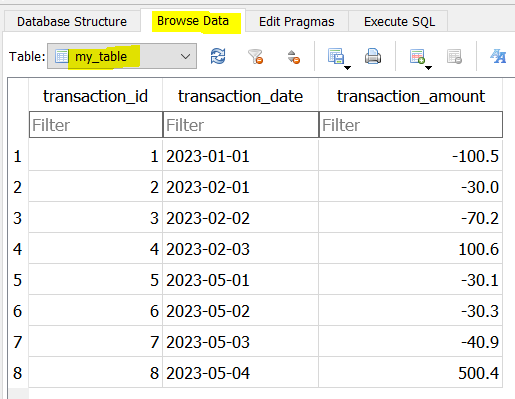 Database Structure Browse Data Edit Pragmas Execute SQL
Table: my_table
transaction_id transaction_date transaction_amount
Filter Filter Filter
1 1 2023-01-01 -100.5
2 2 2023-02-01 -30.0
3 3 2023-02-02 -70.2
4 4 2023-02-03 100.6
5 5 2023-05-01 -30.1
6 6 2023-05-02 -30.3
7 7 2023-05-03 -40.9
8 8 2023-05-04 500.4